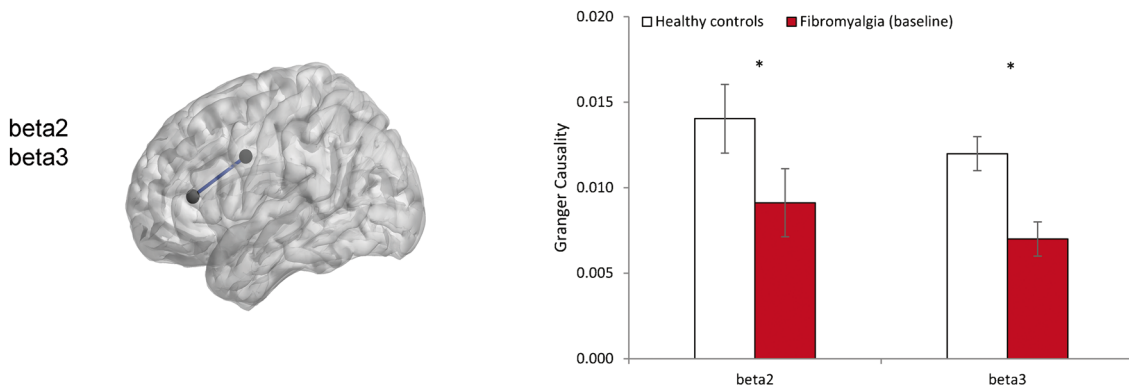 beta2
beta3
0.020
0.015
0.010
0.005
0.000
Granger Causality
Healthy controls
Fibromyalgia (baseline)
*
*
beta2
beta3